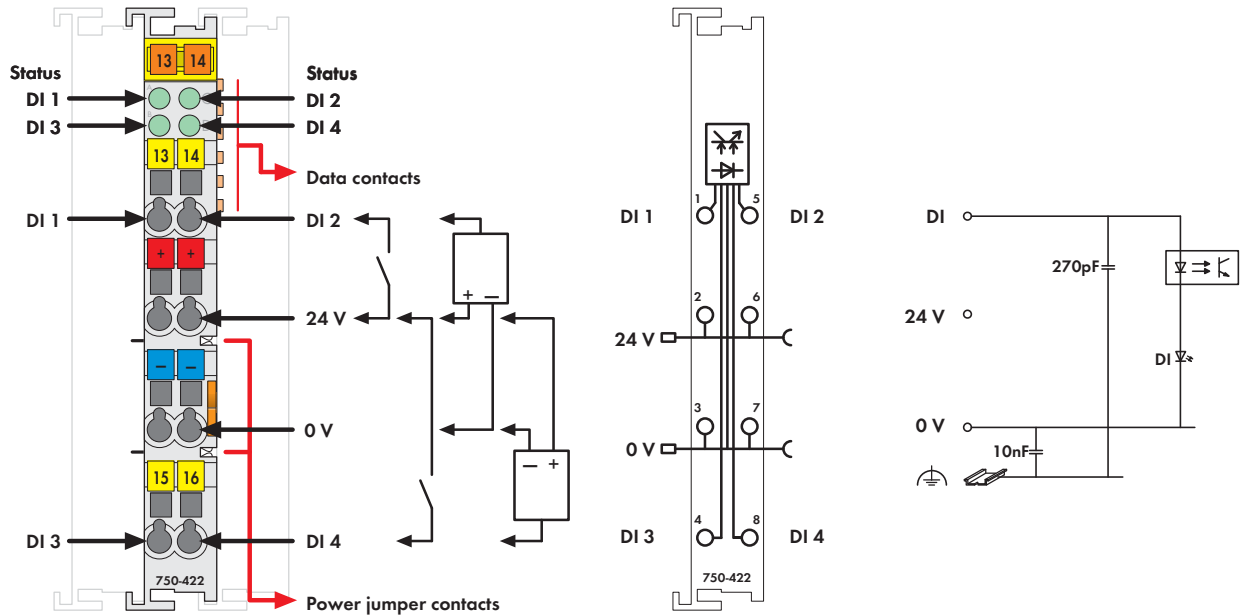 13 14
Status Status
DI 1 DI 2
DI 3 DI 4
13 14
Data contacts
DI 1 DI 2
+ +
+ −
24 V
− −
0 V
− +
15 16
DI 3 DI 4
750-422
Power jumper contacts
1 5
DI 1 DI 2
2 6
24 V
3 7
0 V
4 8
DI 3 DI 4
750-422
DI
270pF
24 V
DI
0 V
10nF